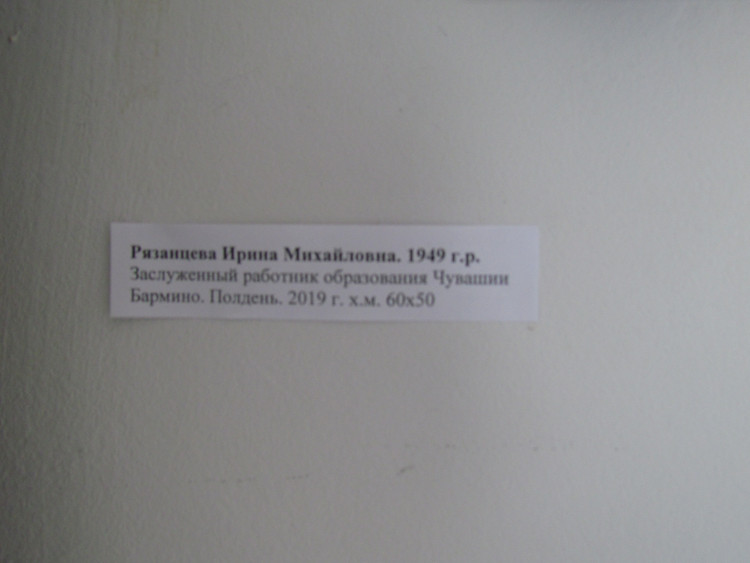 Рязанцева Ирина Михайловна. 1949 г.р.
Заслуженный работник образования Чувашии
Бармино. Полдень. 2019 г. х.м. 60х50